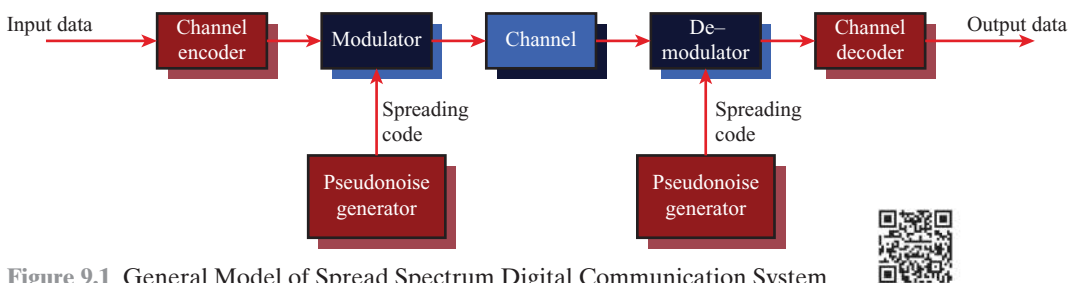 Input data
Channel
encoder
Modulator
Channel
De–
modulator
Channel
decoder
Output data
Spreading
code
Spreading
code
Pseudonoise
generator
Pseudonoise
generator
Figure 9.1 General Model of Spread Spectrum Digital Communication System